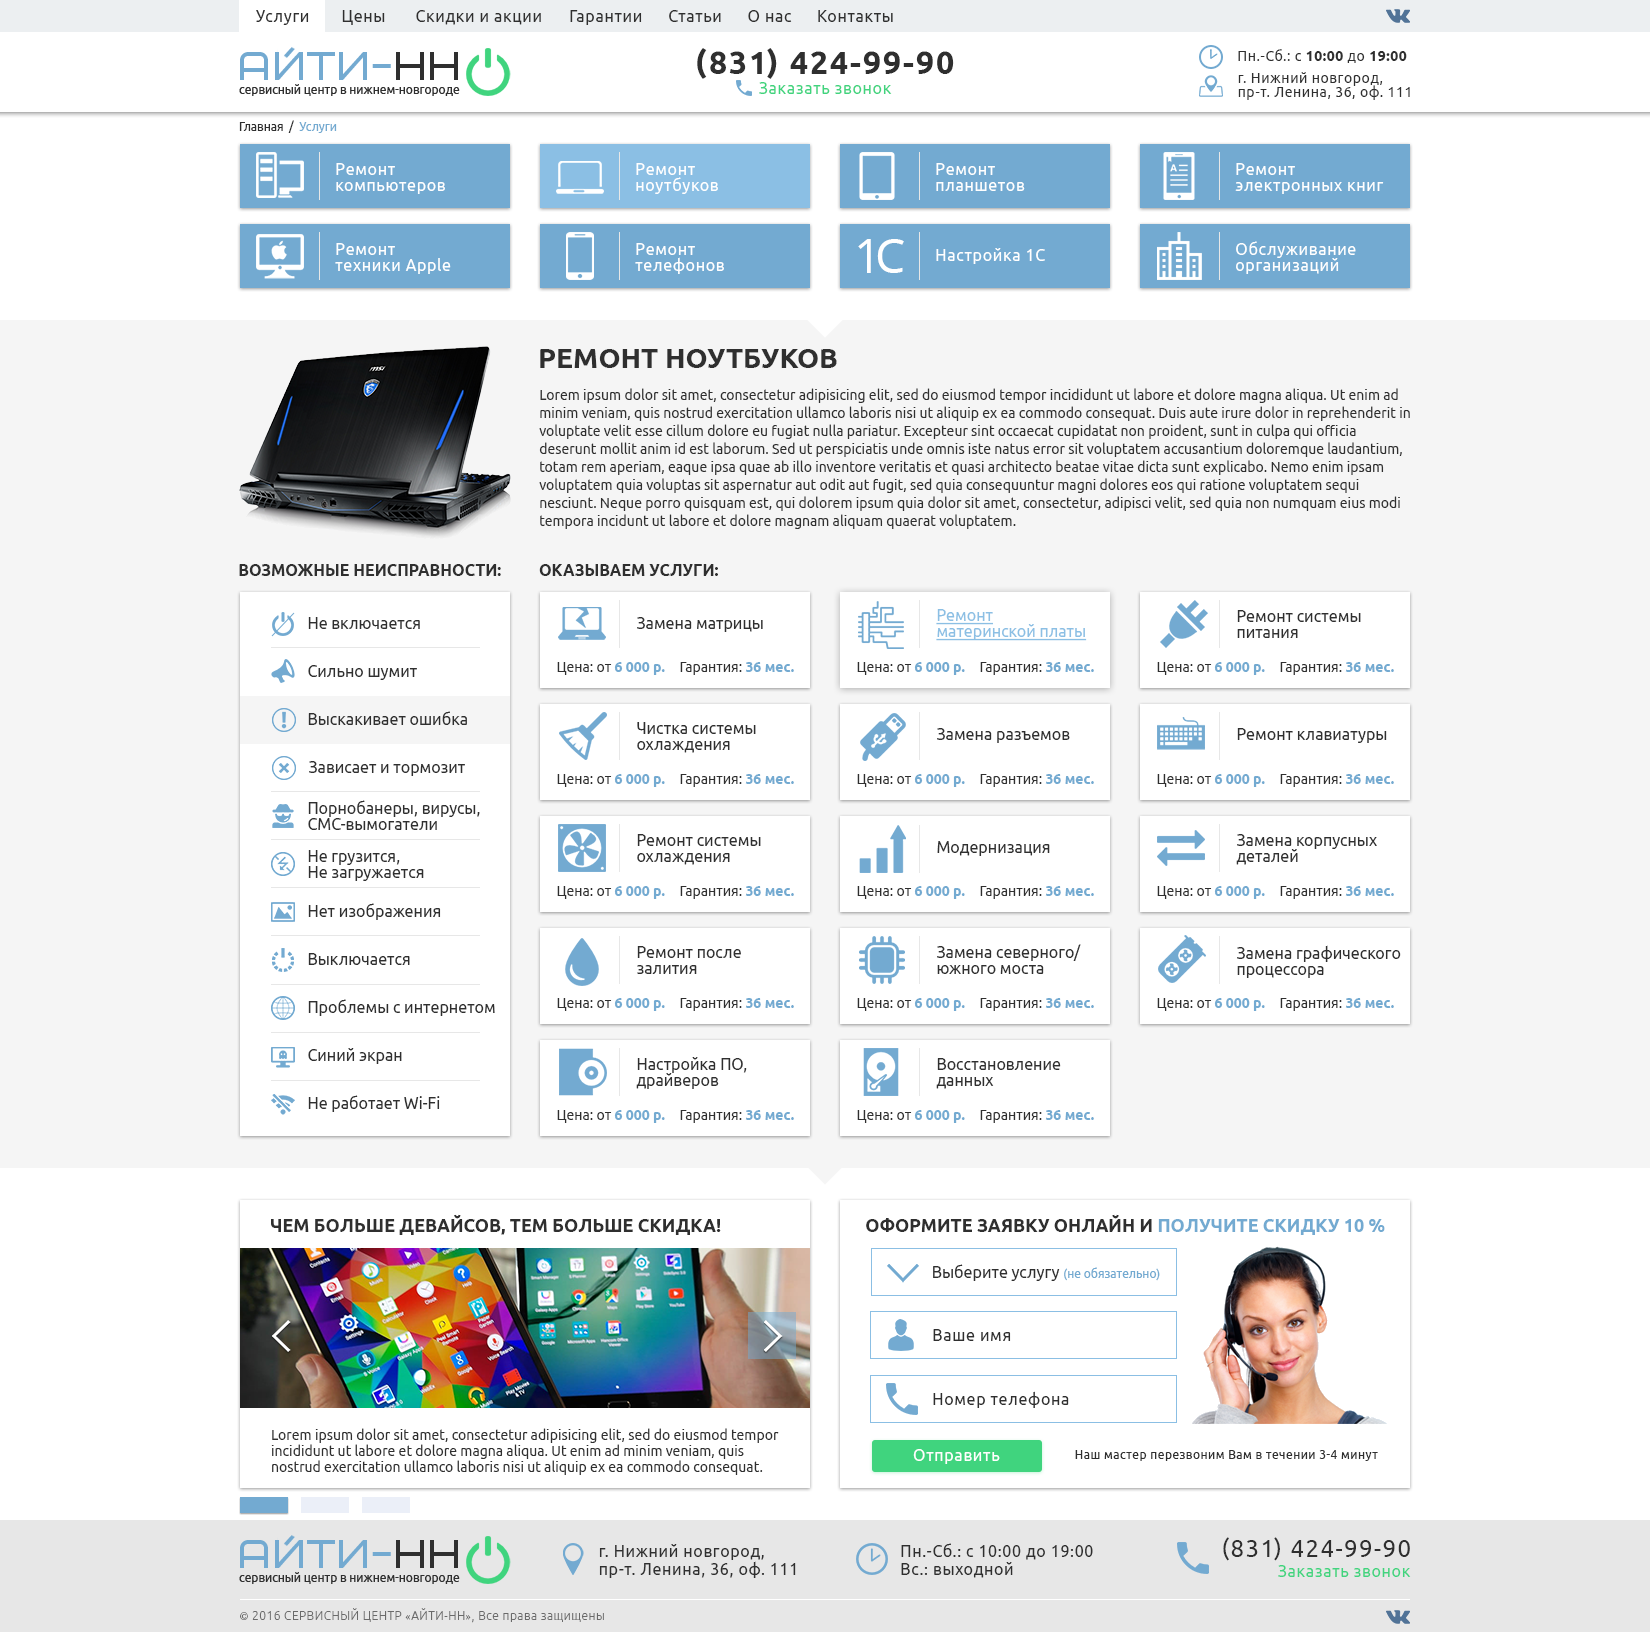 Услуги Цены Скидки и акции Гарантии Статьи О нас Контакты
АЙТИ-НН
сервисный центр в нижнем-новгороде
(831) 424-99-90
Заказать звонок
Пн.-Сб.: с 10:00 до 19:00
г. Нижний новгород,
пр-т. Ленина, 36, оф. 111
Главная / Услуги
Ремонт
компьютеров
Ремонт
ноутбуков
Ремонт
планшетов
Ремонт
электронных книг
Ремонт
техники Apple
Ремонт
телефонов
1C
Настройка 1С
Обслуживание
организаций
РЕМОНТ НОУТБУКОВ
Lorem ipsum dolor sit amet, consectetur adipisicing elit, sed do eiusmod tempor incididunt ut labore et dolore magna aliqua. Ut enim ad
minim veniam, quis nostrud exercitation ullamco laboris nisi ut aliquip ex ea commodo consequat. Duis aute irure dolor in reprehenderit in
voluptate velit esse cillum dolore eu fugiat nulla pariatur. Excepteur sint occaecat cupidatat non proident, sunt in culpa qui officia
deserunt mollit anim id est laborum. Sed ut perspiciatis unde omnis iste natus error sit voluptatem accusantium doloremque laudantium,
totam rem aperiam, eaque ipsa quae ab illo inventore veritatis et quasi architecto beatae vitae dicta sunt explicabo. Nemo enim ipsam
voluptatem quia voluptas sit aspernatur aut odit aut fugit, sed quia consequuntur magni dolores eos qui ratione voluptatem sequi
nesciunt. Neque porro quisquam est, qui dolorem ipsum quia dolor sit amet, consectetur, adipisci velit, sed quia non numquam eius modi
tempora incidunt ut labore et dolore magnam aliquam quaerat voluptatem.
ВОЗМОЖНЫЕ НЕИСПРАВНОСТИ:
Не включается
Сильно шумит
Выскакивает ошибка
Зависает и тормозит
Порнобанеры, вирусы,
СМС-вымогатели
Не грузится,
Не загружается
Нет изображения
Выключается
Проблемы с интернетом
Синий экран
Не работает Wi-Fi
ОКАЗЫВАЕМ УСЛУГИ:
Замена матрицы
Цена: от 6 000 р. Гарантия: 36 мес.
Ремонт
материнской платы
Цена: от 6 000 р. Гарантия: 36 мес.
Ремонт системы
питания
Цена: от 6 000 р. Гарантия: 36 мес.
Чистка системы
охлаждения
Цена: от 6 000 р. Гарантия: 36 мес.
Замена разъемов
Цена: от 6 000 р. Гарантия: 36 мес.
Ремонт клавиатуры
Цена: от 6 000 р. Гарантия: 36 мес.
Ремонт системы
охлаждения
Цена: от 6 000 р. Гарантия: 36 мес.
Модернизация
Цена: от 6 000 р. Гарантия: 36 мес.
Замена корпусных
деталей
Цена: от 6 000 р. Гарантия: 36 мес.
Ремонт после
залития
Цена: от 6 000 р. Гарантия: 36 мес.
Замена северного/
южного моста
Цена: от 6 000 р. Гарантия: 36 мес.
Замена графического
процессора
Цена: от 6 000 р. Гарантия: 36 мес.
Настройка ПО,
драйверов
Цена: от 6 000 р. Гарантия: 36 мес.
Восстановление
данных
Цена: от 6 000 р. Гарантия: 36 мес.
ЧЕМ БОЛЬШЕ ДЕВАЙСОВ, ТЕМ БОЛЬШЕ СКИДКА!
Lorem ipsum dolor sit amet, consectetur adipisicing elit, sed do eiusmod tempor
incididunt ut labore et dolore magna aliqua. Ut enim ad minim veniam, quis
nostrud exercitation ullamco laboris nisi ut aliquip ex ea commodo consequat.
ОФОРМИТЕ ЗАЯВКУ ОНЛАЙН И ПОЛУЧИТЕ СКИДКУ 10 %
Выберите услугу (не обязательно)
Ваше имя
Номер телефона
Отправить
Наш мастер перезвоним Вам в течении 3-4 минут
АЙТИ-НН
сервисный центр в нижнем-новгороде
г. Нижний новгород,
пр-т. Ленина, 36, оф. 111
Пн.-Сб.: с 10:00 до 19:00
Вс.: выходной
(831) 424-99-90
Заказать звонок
© 2016 СЕРВИСНЫЙ ЦЕНТР «АЙТИ-НН», Все права защищены